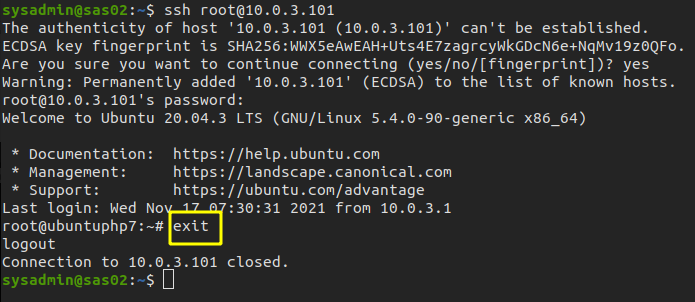 sysadmin@sas02:~$ ssh root@10.0.3.101
The authenticity of host '10.0.3.101 (10.0.3.101)' can't be established.
ECDSA key fingerprint is SHA256:WWX5eAwEAH+Uts4E7zagrcyWkGDcN6e+NqMv19z0QFo.
Are you sure you want to continue connecting (yes/no/[fingerprint])? yes
Warning: Permanently added '10.0.3.101' (ECDSA) to the list of known hosts.
root@10.0.3.101's password:
Welcome to Ubuntu 20.04.3 LTS (GNU/Linux 5.4.0-90-generic x86_64)
* Documentation:  https://help.ubuntu.com
* Management:     https://landscape.canonical.com
* Support:        https://ubuntu.com/advantage
Last login: Wed Nov 17 07:30:31 2021 from 10.0.3.1
root@ubuntuphp7:~# exit
logout
Connection to 10.0.3.101 closed.
sysadmin@sas02:~$